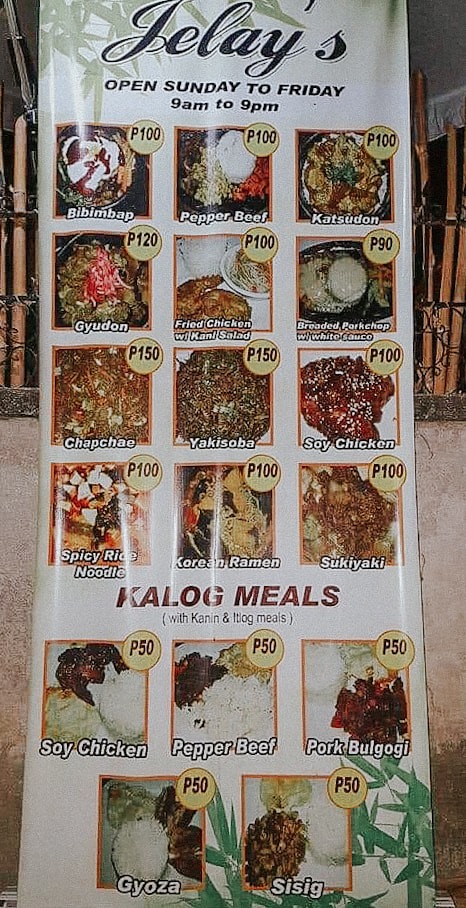 Jelay's
OPEN SUNDAY TO FRIDAY
9am to 9pm
P100
Bibimbap
P100
Pepper Beef
P100
Katsudon
P120
Gyudon
P100
Fried Chicken
w/ Kani Salad
P90
Breaded Porkchop
w/ white sauce
P150
Chapchae
P150
Yakisoba
P100
Soy Chicken
P100
Spicy Rice
Noodle
P100
Korean Ramen
P100
Sukiyaki
KALOG MEALS
( with Kanin & Itlog meals )
P50
Soy Chicken
P50
Pepper Beef
P50
Pork Bulgogi
P50
Gyoza
P50
Sisig